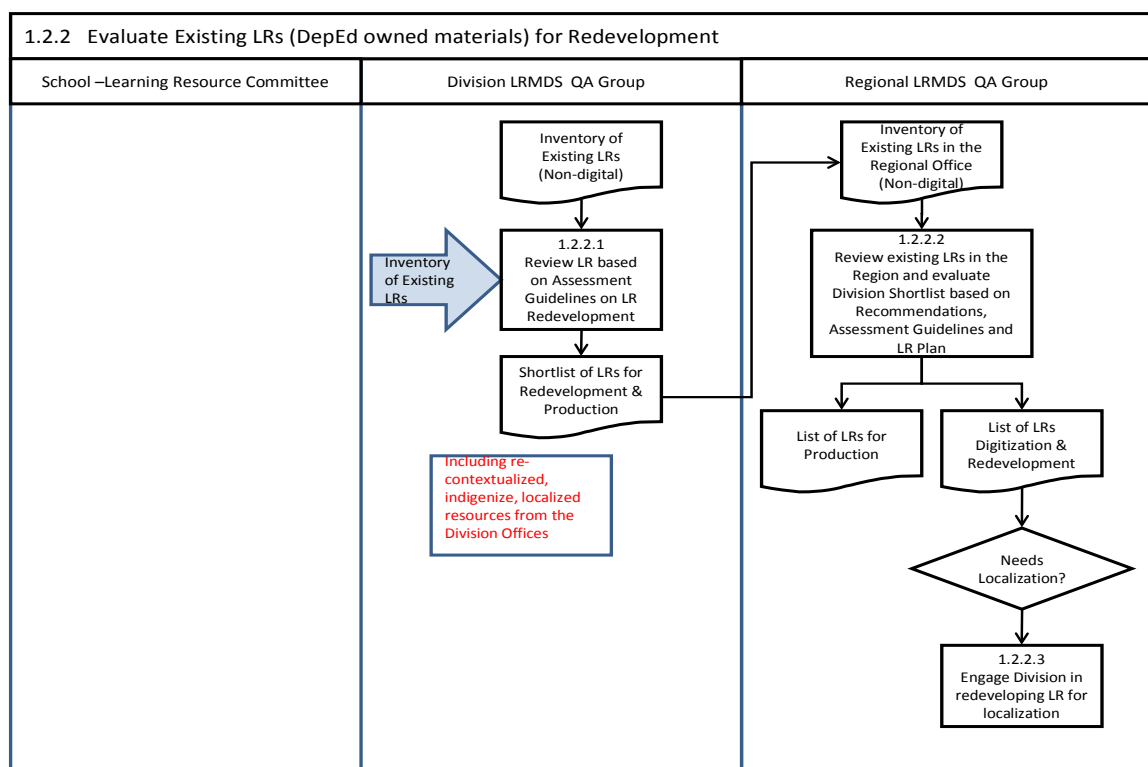 1.2.2 Evaluate Existing LRs (DepEd owned materials) for Redevelopment
School –Learning Resource Committee
Division LRMDS QA Group
Regional LRMDS QA Group
Inventory of
Existing LRs
(Non-digital)
Inventory
of Existing
LRs
1.2.2.1
Review LR based
on Assessment
Guidelines on LR
Redevelopment
Shortlist of LRs for
Redevelopment &
Production
Including re-
contextualized,
indigenize, localized
resources from the
Division Offices
Inventory of
Existing LRs in the
Regional Office
(Non-digital)
1.2.2.2
Review existing LRs in the
Region and evaluate
Division Shortlist based on
Recommendations,
Assessment Guidelines and
LR Plan
List of LRs for
Production
List of LRs
Digitization &
Redevelopment
Needs
Localization?
1.2.2.3
Engage Division in
redeveloping LR for
localization